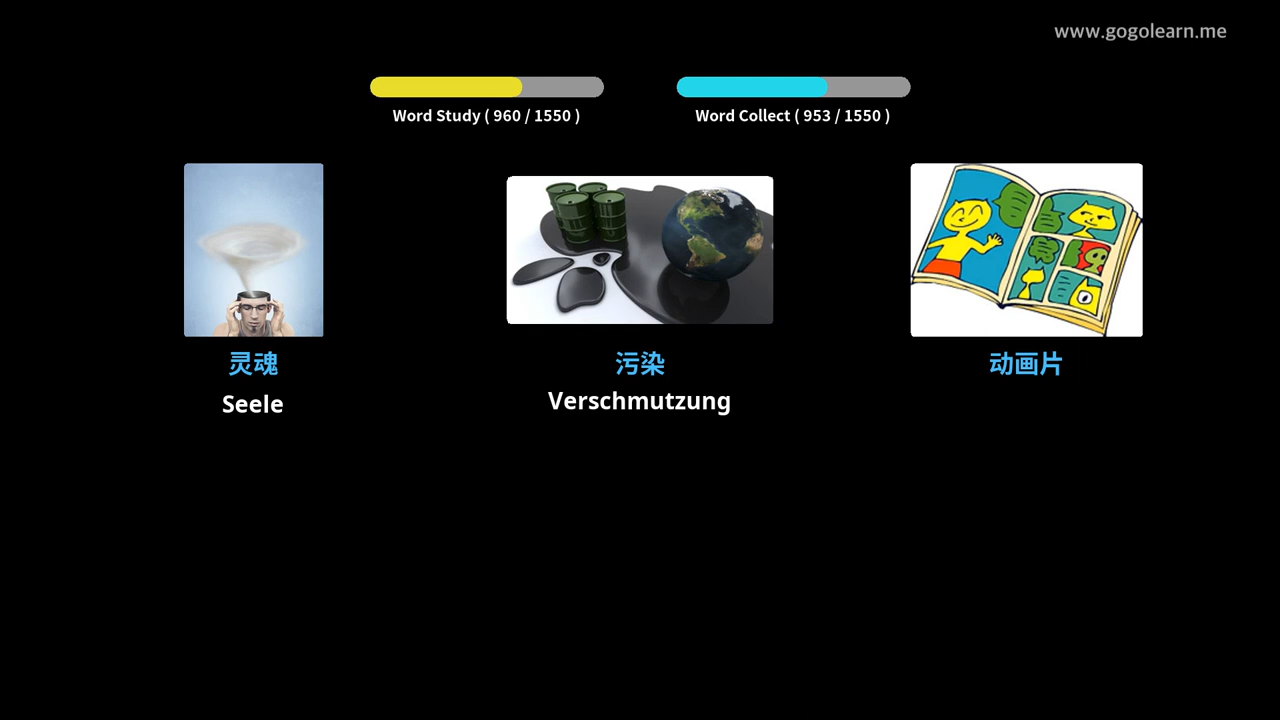 www.gogolearn.me
Word Study ( 960 / 1550 )
Word Collect ( 953 / 1550 )
灵魂
污染
动画片
Seele
Verschmutzung